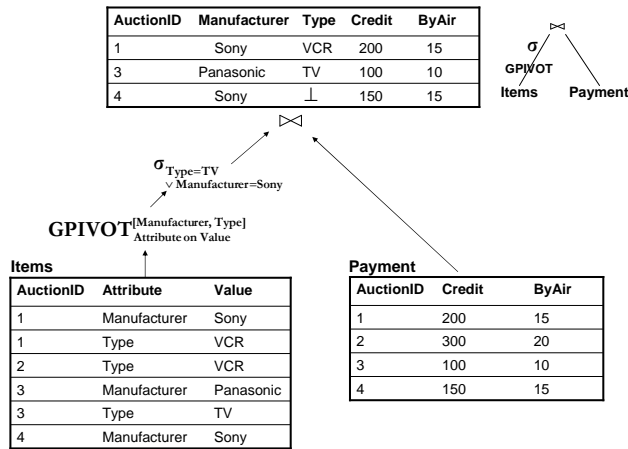 AuctionID Manufacturer Type Credit ByAir
1 Sony VCR 200 15
3 Panasonic TV 100 10
4 Sony ⊥ 150 15
⋈
σ
GPIVOT
Items Payment
⋈
σ Type=TV
∨ Manufacturer=Sony
GPIVOT [Manufacturer, Type]
Attribute on Value
Items
AuctionID Attribute Value
1 Manufacturer Sony
1 Type VCR
2 Type VCR
3 Manufacturer Panasonic
3 Type TV
4 Manufacturer Sony
Payment
AuctionID Credit ByAir
1 200 15
2 300 20
3 100 10
4 150 15